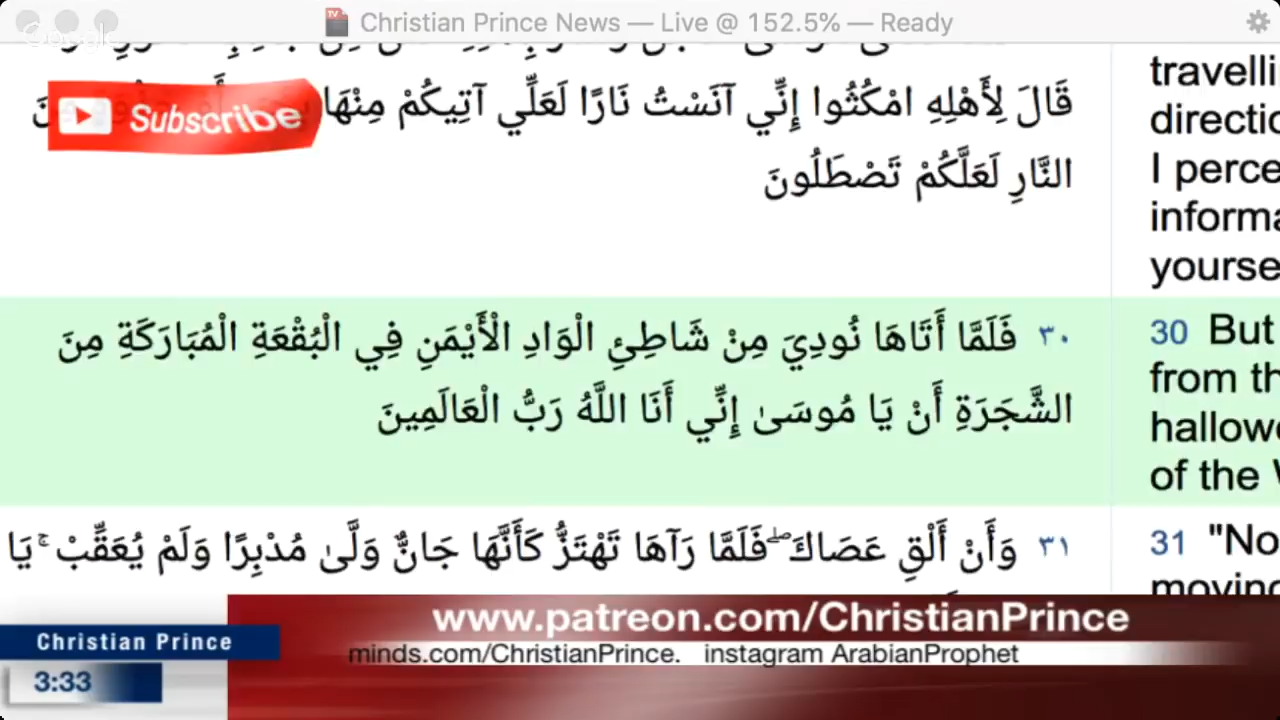 Christian Prince News — Live @ 152.5% — Ready
Google
Subscribe
قَالَ لِأَهْلِهِ امْكُثُوا إِنِّي آنَسْتُ نَارًا لَعَلِّي آتِيكُمْ مِنْهَا
النَّارِ لَعَلَّكُمْ تَصْطَلُونَ
٣٠ فَلَمَّا أَتَاهَا نُودِيَ مِنْ شَاطِئِ الْوَادِ الْأَيْمَنِ فِي الْبُقْعَةِ الْمُبَارَكَةِ مِنَ
الشَّجَرَةِ أَنْ يَا مُوسَىٰ إِنِّي أَنَا اللَّهُ رَبُّ الْعَالَمِينَ
٣١ وَأَنْ أَلْقِ عَصَاكَ ۖ فَلَمَّا رَآهَا تَهْتَزُّ كَأَنَّهَا جَانٌّ وَلَّىٰ مُدْبِرًا وَلَمْ يُعَقِّبْ ۚ يَا
travelli
directio
I perce
informa
yourse
30 But
from th
hallowe
of the W
31 "No
moving
www.patreon.com/ChristianPrince
Christian Prince
minds.com/ChristianPrince. instagram ArabianProphet
3:33